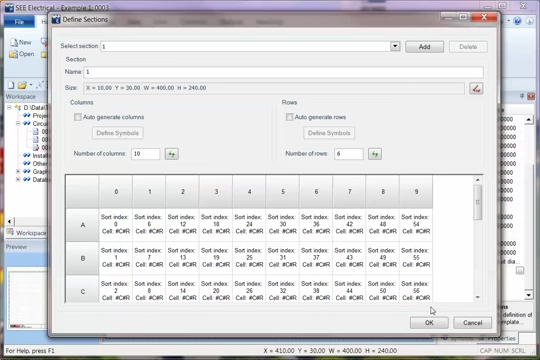 SEE Electrical - Example 1: 0003
File
New
Open
Workspace
D:\Data\
Circu
00
00
00
Other
Workspace
Preview
Define Sections
Select section 1
Add
Delete
Section
Name: 1
Size: X = 10.00 Y = 30.00 W = 400.00 H = 240.00
Columns
Rows
Auto generate columns
Auto generate rows
Define Symbols
Define Symbols
Number of columns: 10
Number of rows: 6
0 1 2 3 4 5 6 7 8 9
Sort index: Sort index: Sort index: Sort index: Sort index: Sort index: Sort index: Sort index: Sort index: Sort index:
A 0 6 12 18 24 30 36 42 48 54
Cell: #C#R Cell: #C#R Cell: #C#R Cell: #C#R Cell: #C#R Cell: #C#R Cell: #C#R Cell: #C#R Cell: #C#R Cell: #C#R
Sort index: Sort index: Sort index: Sort index: Sort index: Sort index: Sort index: Sort index: Sort index: Sort index:
B 1 7 13 19 25 31 37 43 49 55
Cell: #C#R Cell: #C#R Cell: #C#R Cell: #C#R Cell: #C#R Cell: #C#R Cell: #C#R Cell: #C#R Cell: #C#R Cell: #C#R
Sort index: Sort index: Sort index: Sort index: Sort index: Sort index: Sort index: Sort index: Sort index: Sort index:
C 2 8 14 20 26 32 38 44 50 56
Cell: #C#R Cell: #C#R Cell: #C#R Cell: #C#R Cell: #C#R Cell: #C#R Cell: #C#R Cell: #C#R Cell: #C#R Cell: #C#R
OK
Cancel
definition of
template...
Properties
For Help, press F1
X = 410.00 Y = 30.00 W = 400.00 H = 240.00
CAP NUM SCRL